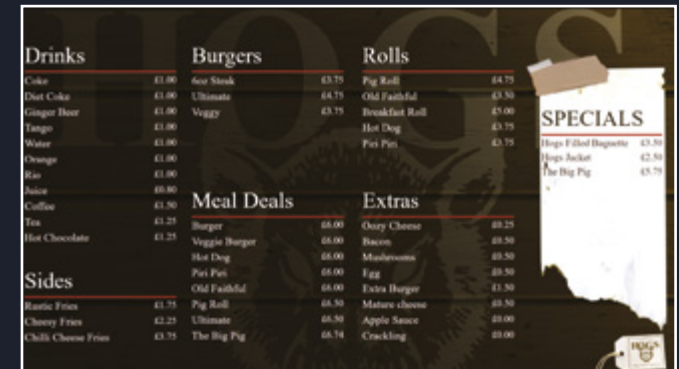 HOGS
Drinks
Coke £1.00
Diet Coke £1.00
Ginger Beer £1.00
Tango £1.00
Water £1.00
Orange £1.00
Rio £1.00
Juice £0.80
Coffee £1.50
Tea £1.25
Hot Chocolate £1.25
Sides
Rustic Fries £1.75
Cheesy Fries £2.25
Chilli Cheese Fries £3.75
Burgers
6oz Steak £3.75
Ultimate £4.75
Veggy £3.75
Meal Deals
Burger £6.00
Veggie Burger £6.00
Hot Dog £6.00
Piri Piri £6.00
Old Faithful £6.00
Pig Roll £6.50
Ultimate £6.50
The Big Pig £6.74
Rolls
Pig Roll £4.75
Old Faithful £3.50
Breakfast Roll £5.00
Hot Dog £3.75
Piri Piri £3.75
Extras
Oozy Cheese £0.25
Bacon £0.50
Mushrooms £0.50
Egg £0.50
Extra Burger £1.50
Mature cheese £0.50
Apple Sauce £0.00
Crackling £0.00
SPECIALS
Hogs Filled Baguette £3.50
Hogs Jacket £2.50
The Big Pig £5.75
HOGS